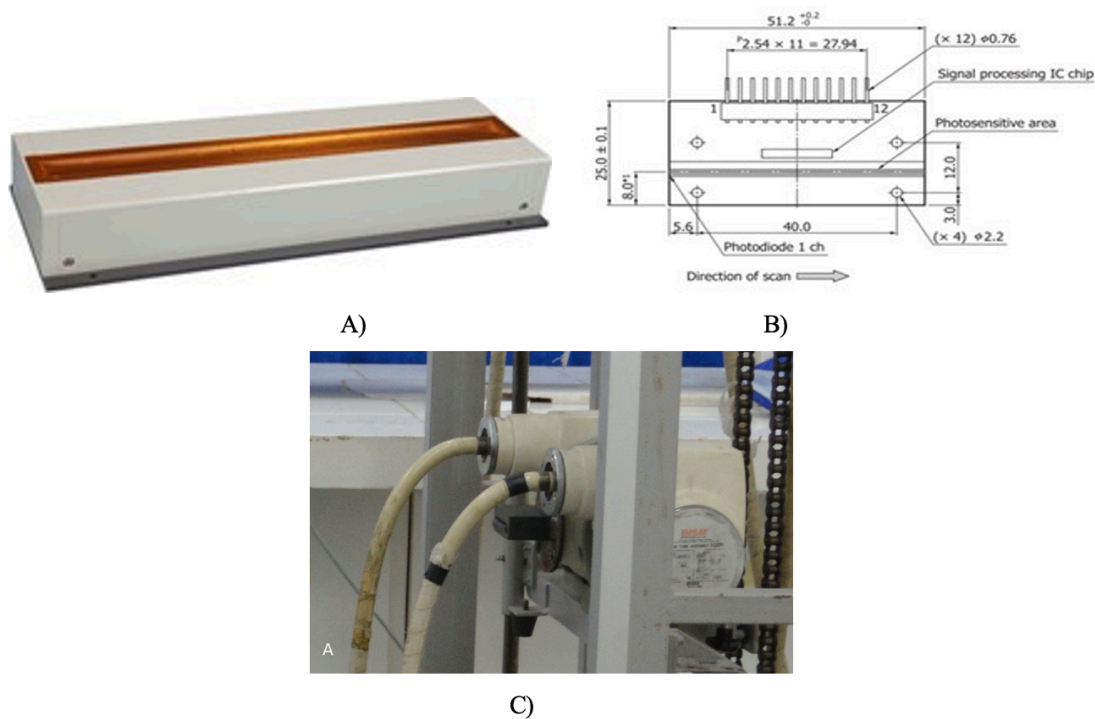 51.2 +0.2 -0
P2.54 × 11 = 27.94
(× 12) ϕ0.76
Signal processing IC chip
1 12
Photosensitive area
25.0 ± 0.1
8.0*1
12.0
3.0
5.6 40.0
(× 4) ϕ2.2
Photodiode 1 ch
Direction of scan
A) B)
A
C)